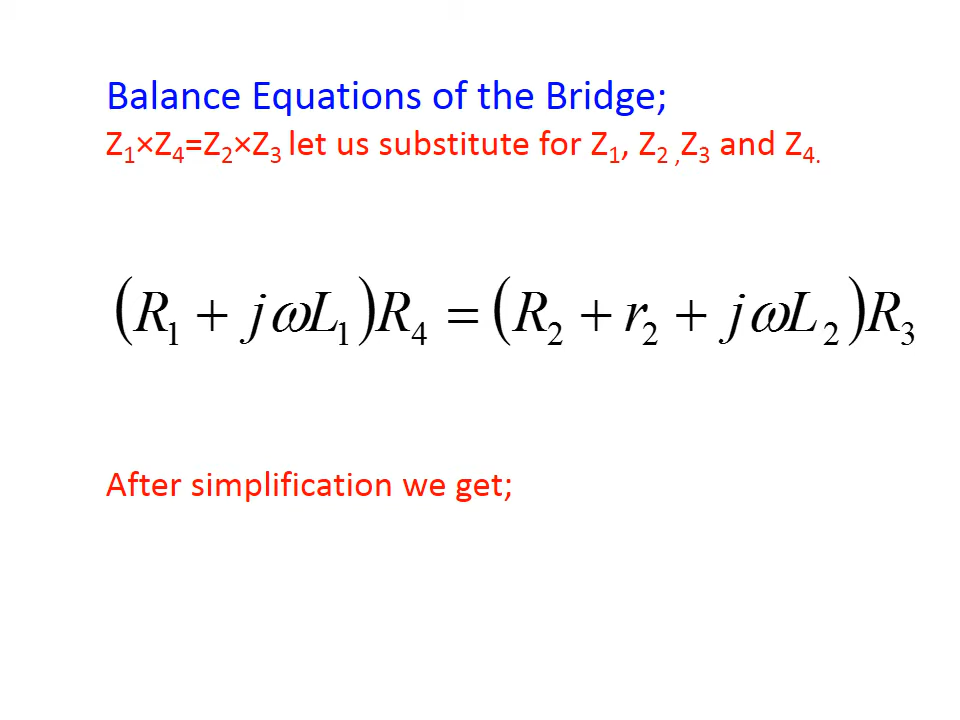 Balance Equations of the Bridge;
Z₁×Z₄=Z₂×Z₃ let us substitute for Z₁, Z₂ ,Z₃ and Z₄.
(R₁ + jωL₁)R₄ = (R₂ + r₂ + jωL₂)R₃
After simplification we get;